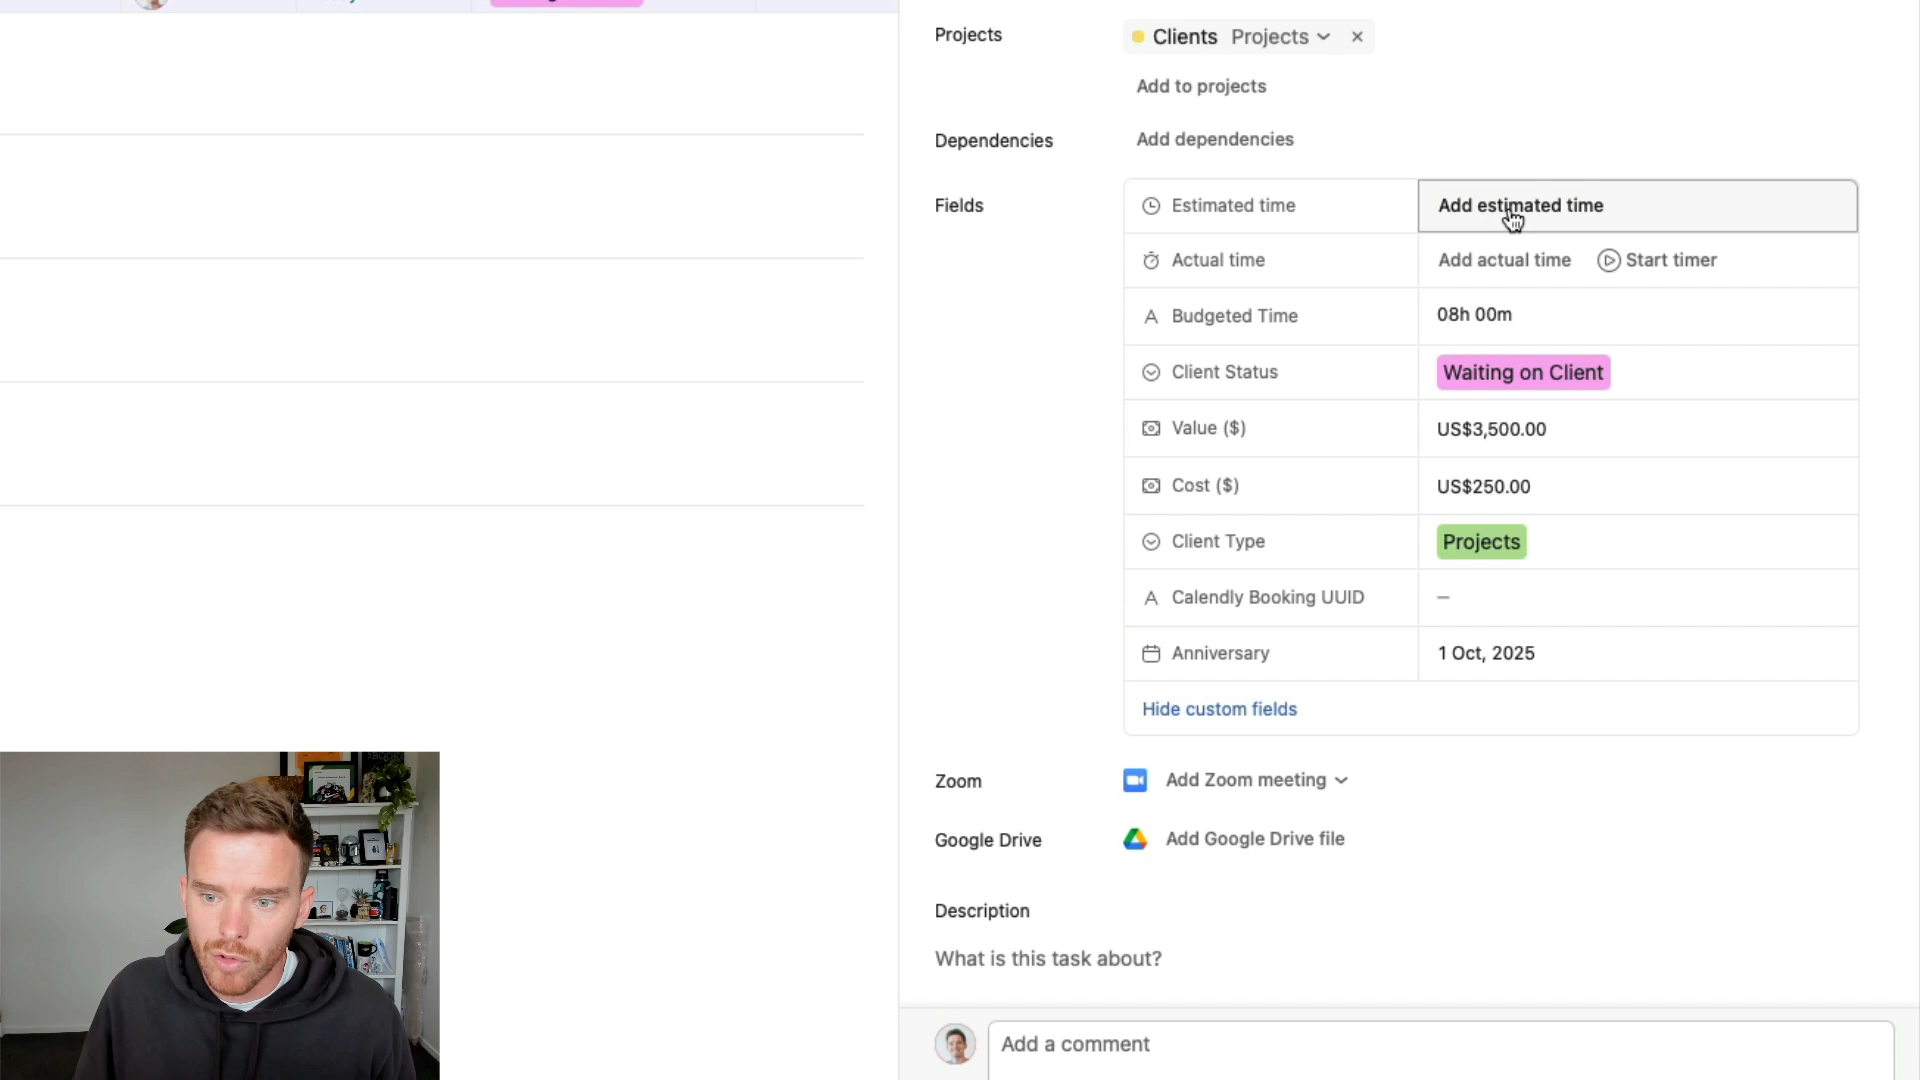 Projects
Clients Projects
Add to projects
Dependencies Add dependencies
Fields
Estimated time Add estimated time
Actual time Add actual time Start timer
Budgeted Time 08h 00m
Client Status Waiting on Client
Value ($) US$3,500.00
Cost ($) US$250.00
Client Type Projects
Calendly Booking UUID –
Anniversary 1 Oct, 2025
Hide custom fields
Zoom Add Zoom meeting
Google Drive Add Google Drive file
Description
What is this task about?
Add a comment